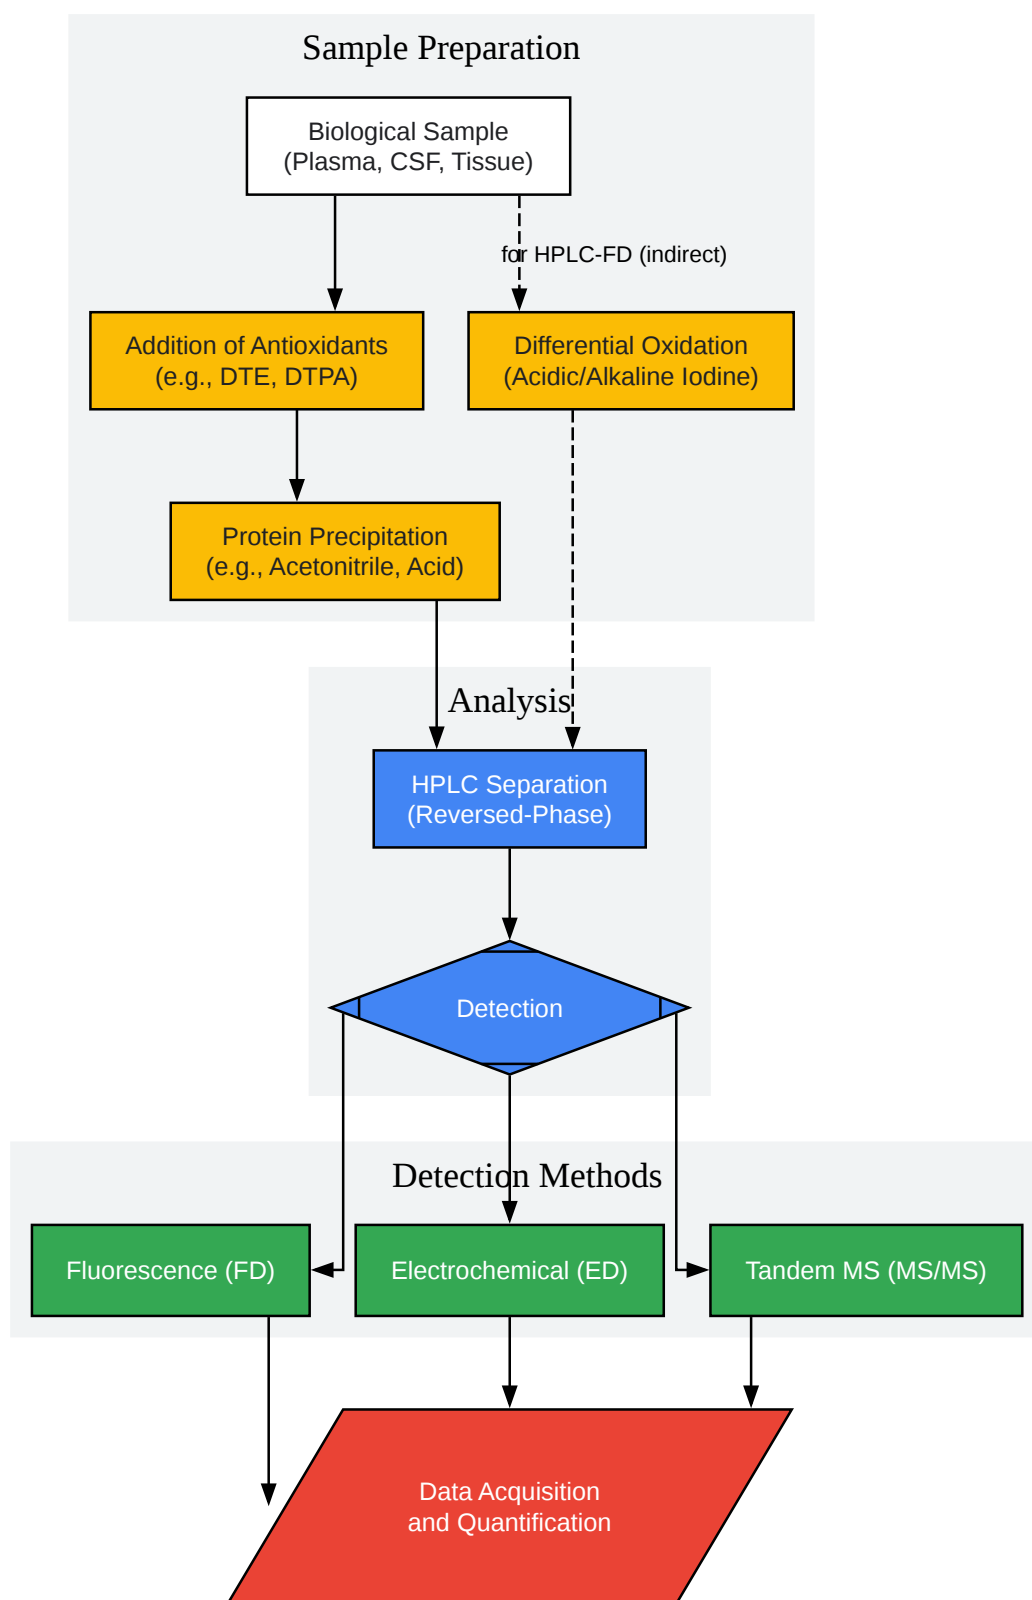 Sample Preparation
Biological Sample
(Plasma, CSF, Tissue)
for HPLC-FD (indirect)
Addition of Antioxidants
(e.g., DTE, DTPA)
Differential Oxidation
(Acidic/Alkaline Iodine)
Protein Precipitation
(e.g., Acetonitrile, Acid)
Analysis
HPLC Separation
(Reversed-Phase)
Detection
Detection Methods
Fluorescence (FD)
Electrochemical (ED)
Tandem MS (MS/MS)
Data Acquisition
and Quantification